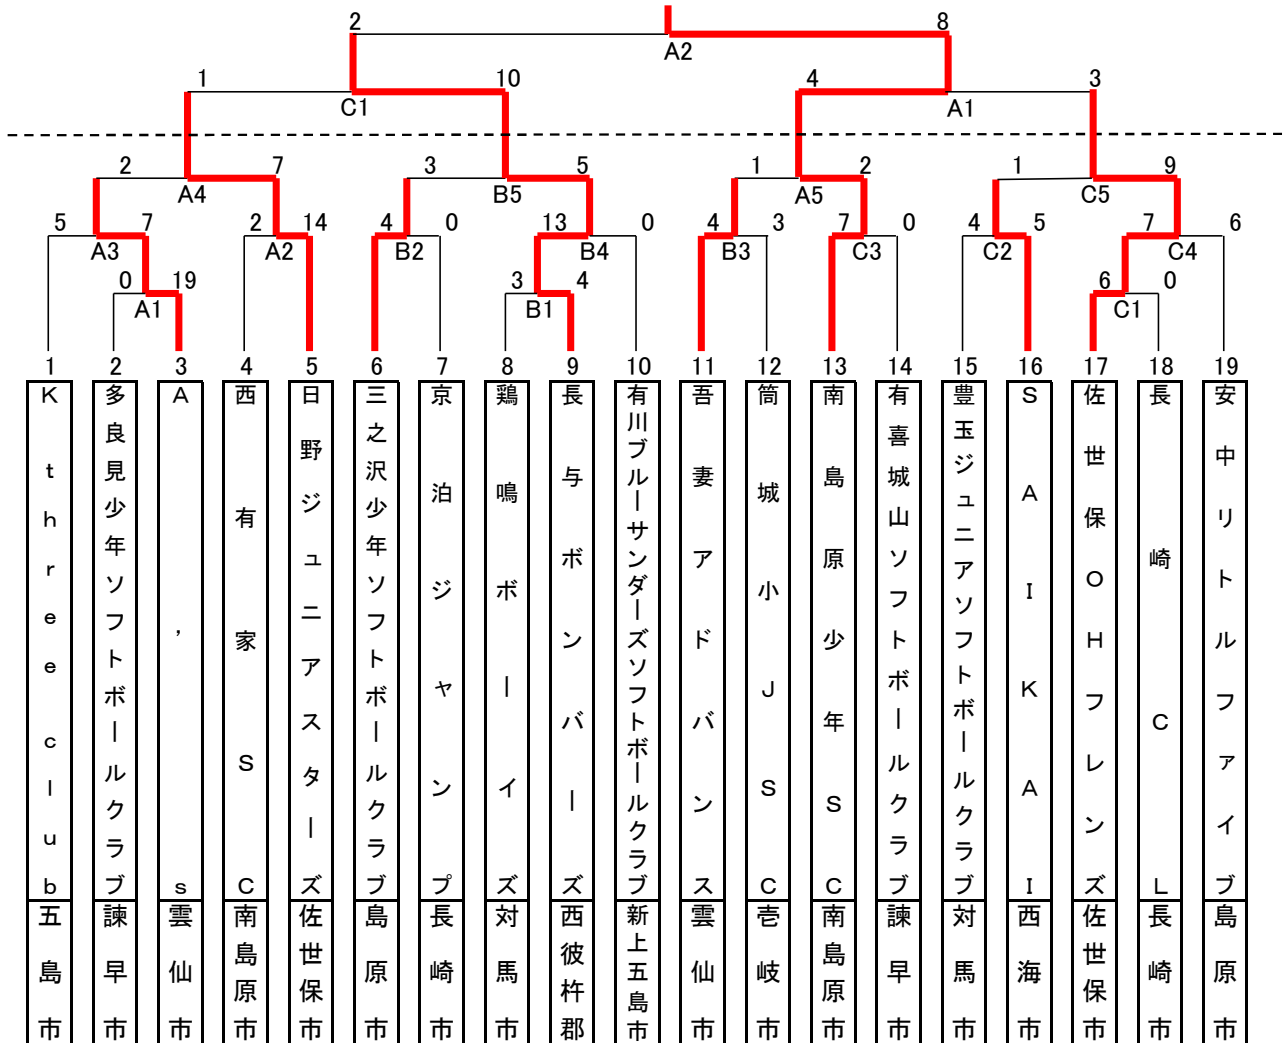 2 8
A2
1 10 4 3
C1 A1
2 7 3 5 1 2 1 9
A4 B5 A5 C5
5 7 2 14 4 0 13 0 4 3 7 0 4 5 7 6
A3 A2 B2 B4 B3 C3 C2 C4
0 19 3 4 6 0
A1 B1 C1
1 2 3 4 5 6 7 8 9 10 11 12 13 14 15 16 17 18 19
K three club
五島市
多良見少年ソフトボールクラブ
諫早市
A,s
雲仙市
西有家SC
南島原市
日野ジュニアスターズ
佐世保市
三之沢少年ソフトボールクラブ
島原市
京泊ジャンプ
長崎市
鶏鳴ボーイズ
対馬市
長与ボンバーズ
西彼杵郡
有川ブルーサンダーズソフトボールクラブ
新上五島市
吾妻アドバンス
雲仙市
筒城小JSC
壱岐市
南島原少年SC
南島原市
有喜城山ソフトボールクラブ
諫早市
豊玉ジュニアソフトボールクラブ
対馬市
SAIKAI
西海市
佐世保OHフレンズ
佐世保市
長崎CL
長崎市
安中リトルファイブ
島原市